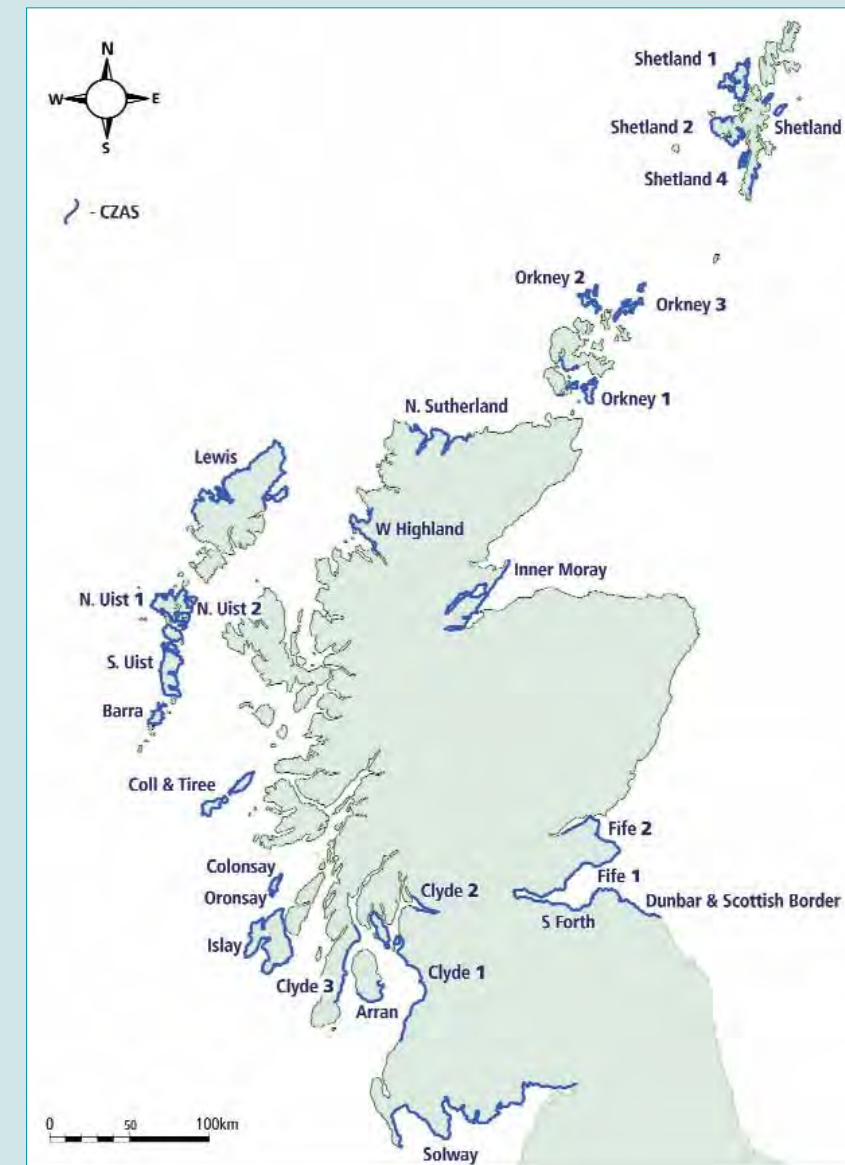 N
W E
S
- CZAS
Shetland 1
Shetland 2
Shetland
Shetland 4
Orkney 2
Orkney 3
Orkney 1
N. Sutherland
Lewis
W Highland
Inner Moray
N. Uist 1
N. Uist 2
S. Uist
Barra
Coll & Tiree
Fife 2
Colonsay
Fife 1
Clyde 2
Oronsay
Dunbar & Scottish Border
S Forth
Islay
Clyde 1
Clyde 3
Arran
0 50 100km
Solway